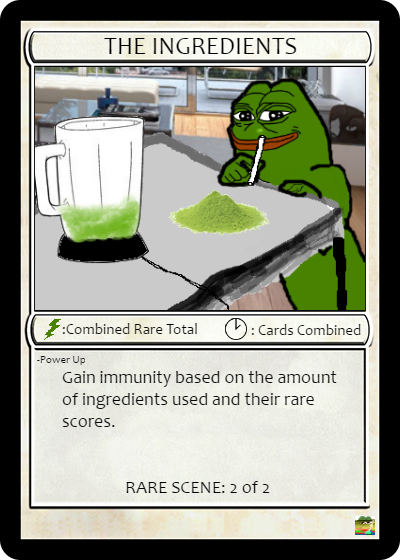 THE INGREDIENTS
:Combined Rare Total : Cards Combined
-Power Up
Gain immunity based on the amount
of ingredients used and their rare
scores.
RARE SCENE: 2 of 2